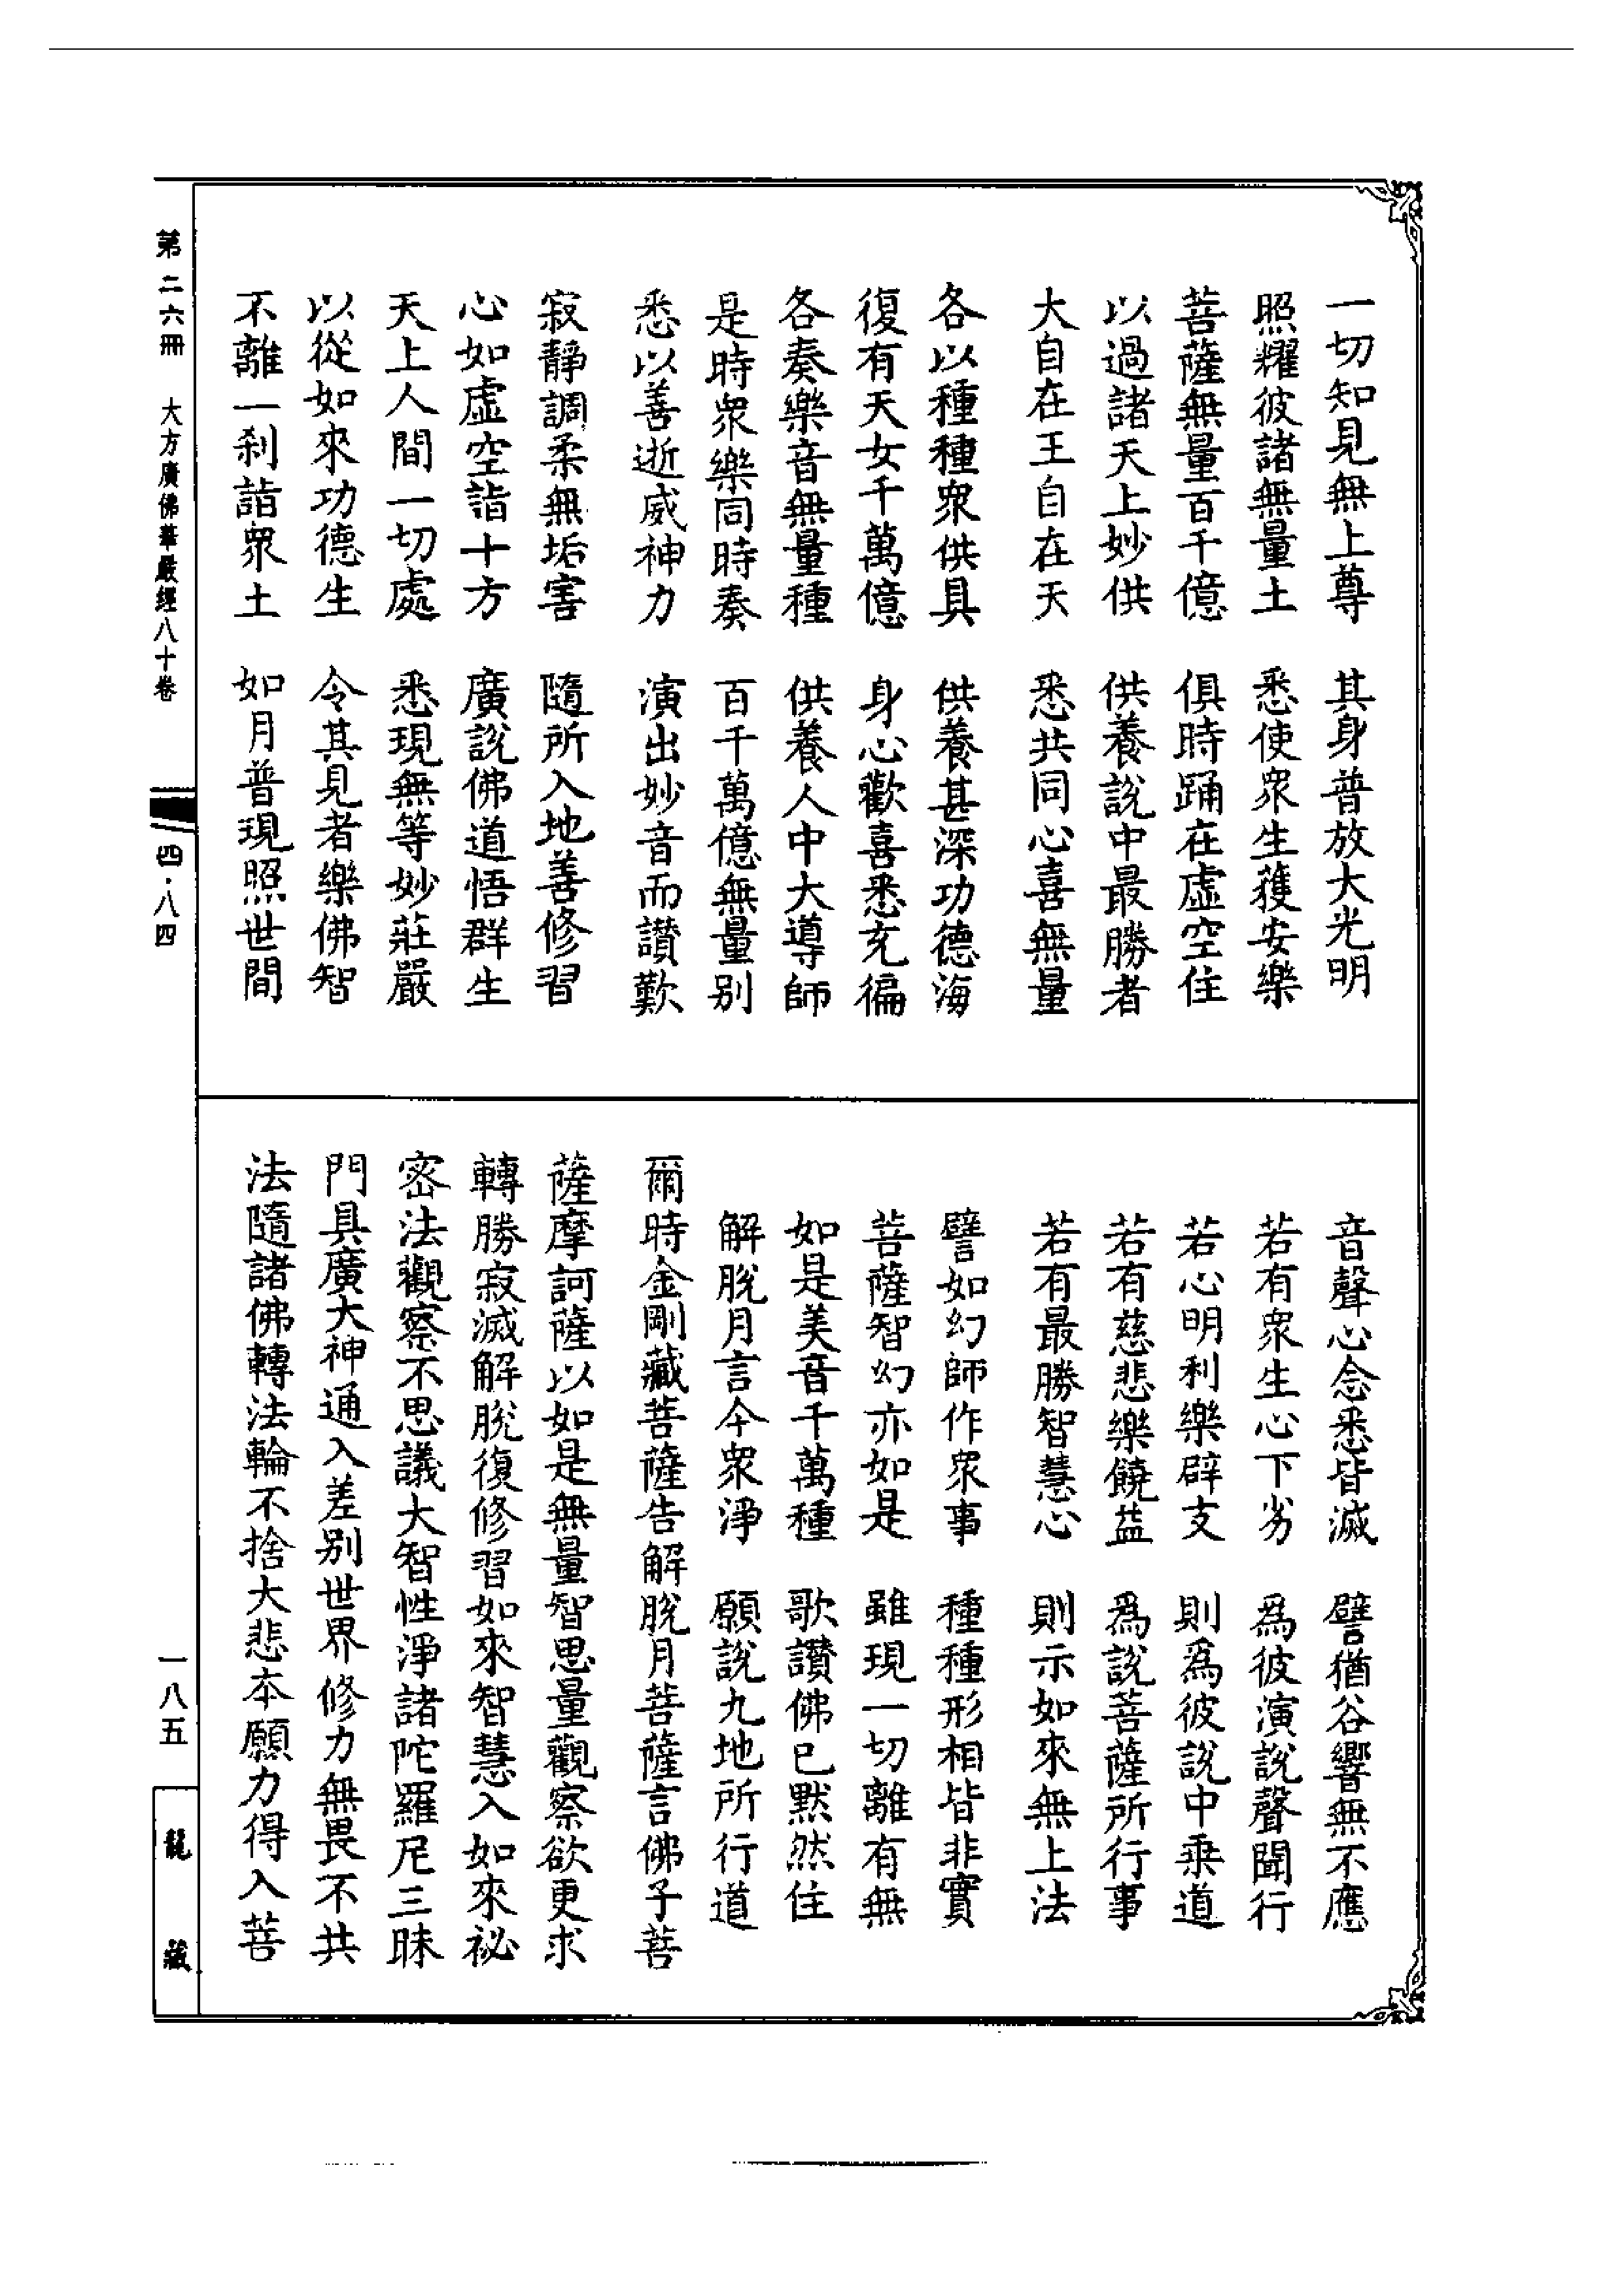 一切知見無上尊　其身普放大光明
照耀彼諸無量土　悉使衆生獲安樂
菩薩無量百千億　俱時踊在虛空住
以過諸天上妙供　供養說中最勝者
大自在王自在天　悉共同心喜無量
各以種種衆供具　供養甚深功德海
復有天女千萬億　身心歡喜悉充徧
各奏樂音無量種　供養人中大導師
是時衆樂同時奏　百千萬億無量別
悉以善逝威神力　演出妙音而讃歎
寂靜調柔無垢害　隨所入地善修習
心如虛空詣十方　廣說佛道悟群生
天上人間一切處　悉現無等妙莊嚴
以從如來功德生　令其見者樂佛智
不離一刹詣衆土　如月普現照世間
音聲心念悉皆滅　譬猶谷響無不應
若有衆生心下劣　爲彼演說聲聞行
若心明利樂辟支　則爲彼說中乘道
若有慈悲樂饒益　爲說菩薩所行事
若有最勝智慧心　則示如來無上法
譬如幻師作衆事　種種形相皆非實
菩薩智幻亦如是　雖現一切離有無
如是美音千萬種　歌讃佛已默然住
解脫月言今衆淨　願說九地所行道
爾時金剛藏菩薩告解脫月菩薩言佛子菩
薩摩訶薩以如是無量智思量觀察欲更求
轉勝寂滅解脫復修習如來智慧入如來祕
密法觀察不思議大智性淨諸陀羅尼三昧
門具廣大神通入差別世界修力無畏不共
法隨諸佛轉法輪不捨大悲本願力得入菩
第二六冊　大方廣佛華嚴經八十卷
四·八四
一八五
龍藏